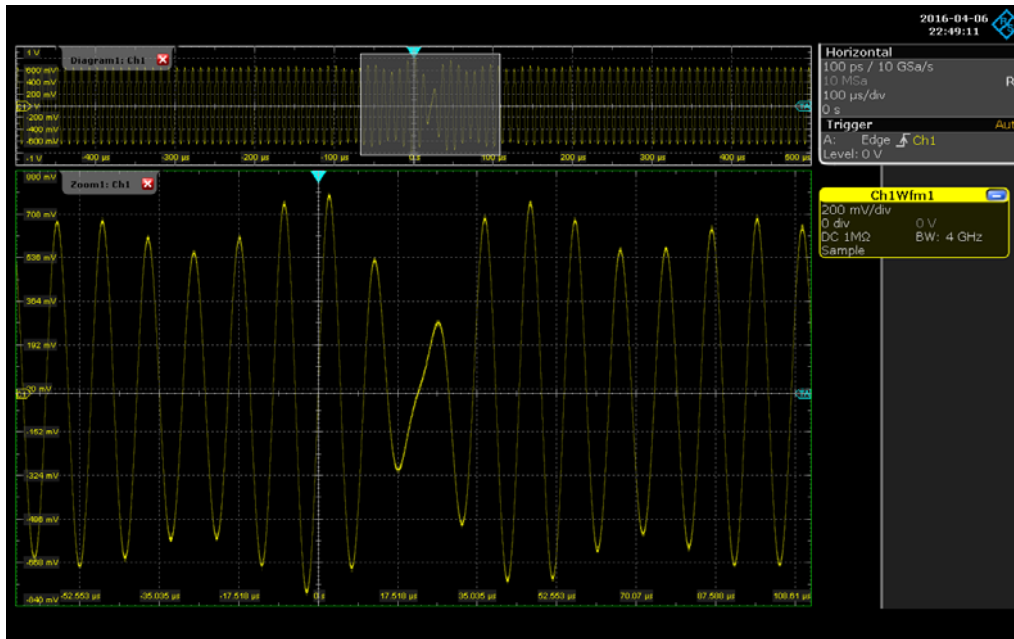 2016-04-06
22:49:11
Diagram1: Ch1
1 V
600 mV
400 mV
200 mV
-200 mV
-400 mV
-600 mV
-1 V
-400 µs
-300 µs
-200 µs
-100 µs
0 s
100 µs
200 µs
300 µs
400 µs
500 µs
Horizontal
100 ps / 10 GSa/s
10 MSa
R
100 µs/div
0 s
Trigger
Aut
A: Edge Ch1
Level: 0 V
Ch1Wfm1
200 mV/div
0 div 0 V
DC 1MΩ BW: 4 GHz
Sample
Zoom1: Ch1
800 mV
708 mV
536 mV
364 mV
192 mV
20 mV
-152 mV
-324 mV
-496 mV
-668 mV
-840 mV
-52.553 µs
-35.035 µs
-17.518 µs
0 s
17.518 µs
35.035 µs
52.553 µs
70.07 µs
87.588 µs